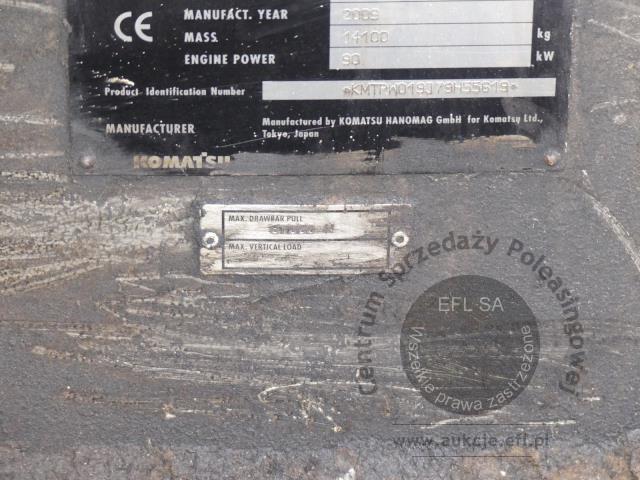 CE
MANUFACT. YEAR 2009
MASS 14100 kg
ENGINE POWER 90 kW
Product Identification Number *KMTPW019J79H55619*
MANUFACTURER Manufactured by KOMATSU HANOMAG GmbH for Komatsu Ltd.,
Tokyo, Japan
KOMATSU
MAX. DRAWBAR PULL
MAX. VERTICAL LOAD
Centrum Sprzedaży Poleasingowej
EFL SA
Wszelkie prawa zastrzeżone
www.aukcje.efl.pl